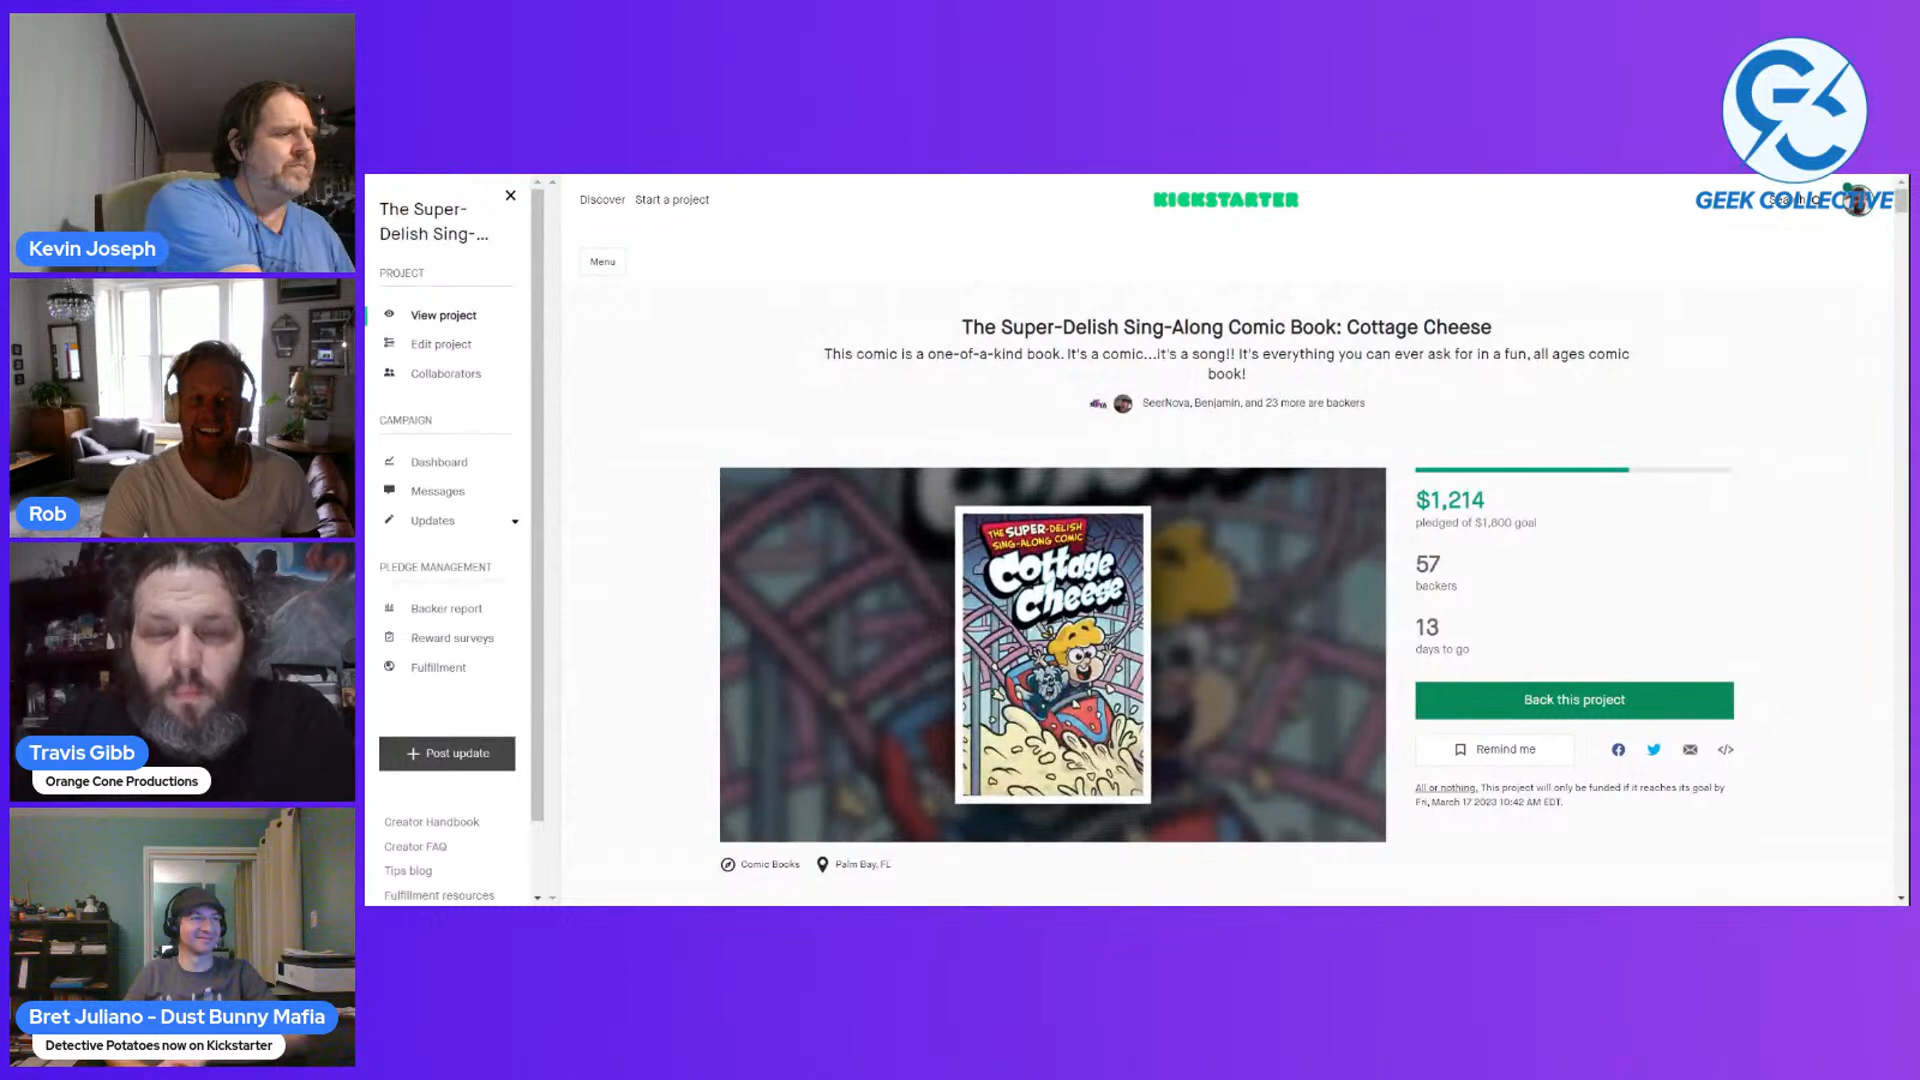 Kevin Joseph
Rob
Travis Gibb
Orange Cone Productions
Bret Juliano - Dust Bunny Mafia
Detective Potatoes now on Kickstarter
The Super-
Delish Sing-...
PROJECT
View project
Edit project
Collaborators
CAMPAIGN
Dashboard
Messages
Updates
PLEDGE MANAGEMENT
Backer report
Reward surveys
Fulfillment
+ Post update
Creator Handbook
Creator FAQ
Tips blog
Fulfillment resources
Discover Start a project
KICKSTARTER
GEEK COLLECTIVE
Menu
The Super-Delish Sing-Along Comic Book: Cottage Cheese
This comic is a one-of-a-kind book. It's a comic...it's a song!! It's everything you can ever ask for in a fun, all ages comic
book!
SeerNova, Benjamin, and 23 more are backers
THE SUPER-DELISH
SING-ALONG COMIC
Cottage
Cheese
$1,214
pledged of $1,800 goal
57
backers
13
days to go
Back this project
Remind me
All or nothing. This project will only be funded if it reaches its goal by
Fri, March 17 2023 10:42 AM EDT.
Comic Books Palm Bay, FL